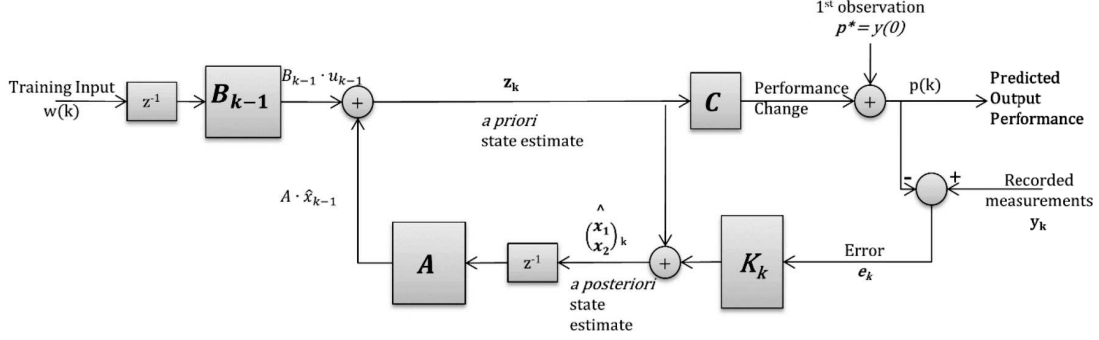 1st observation
p* = y(0)
Training Input
w(k)
z-1
Bk−1
Bk−1 · uk−1
+
zk
a priori
state estimate
C
Performance
Change
+
p(k)
Predicted
Output
Performance
-
+
Recorded
measurements
yk
A · x̂k−1
A
z-1
^
(x1
x2)k
a posteriori
state
estimate
+
Kk
Error
ek